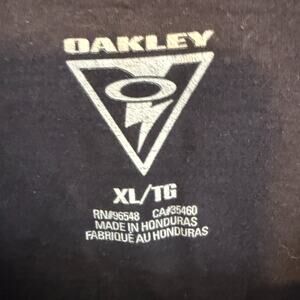 OAKLEY
XL/TG
RN#96548 CA#35460
MADE IN HONDURAS
FABRIQUÉ AU HONDURAS